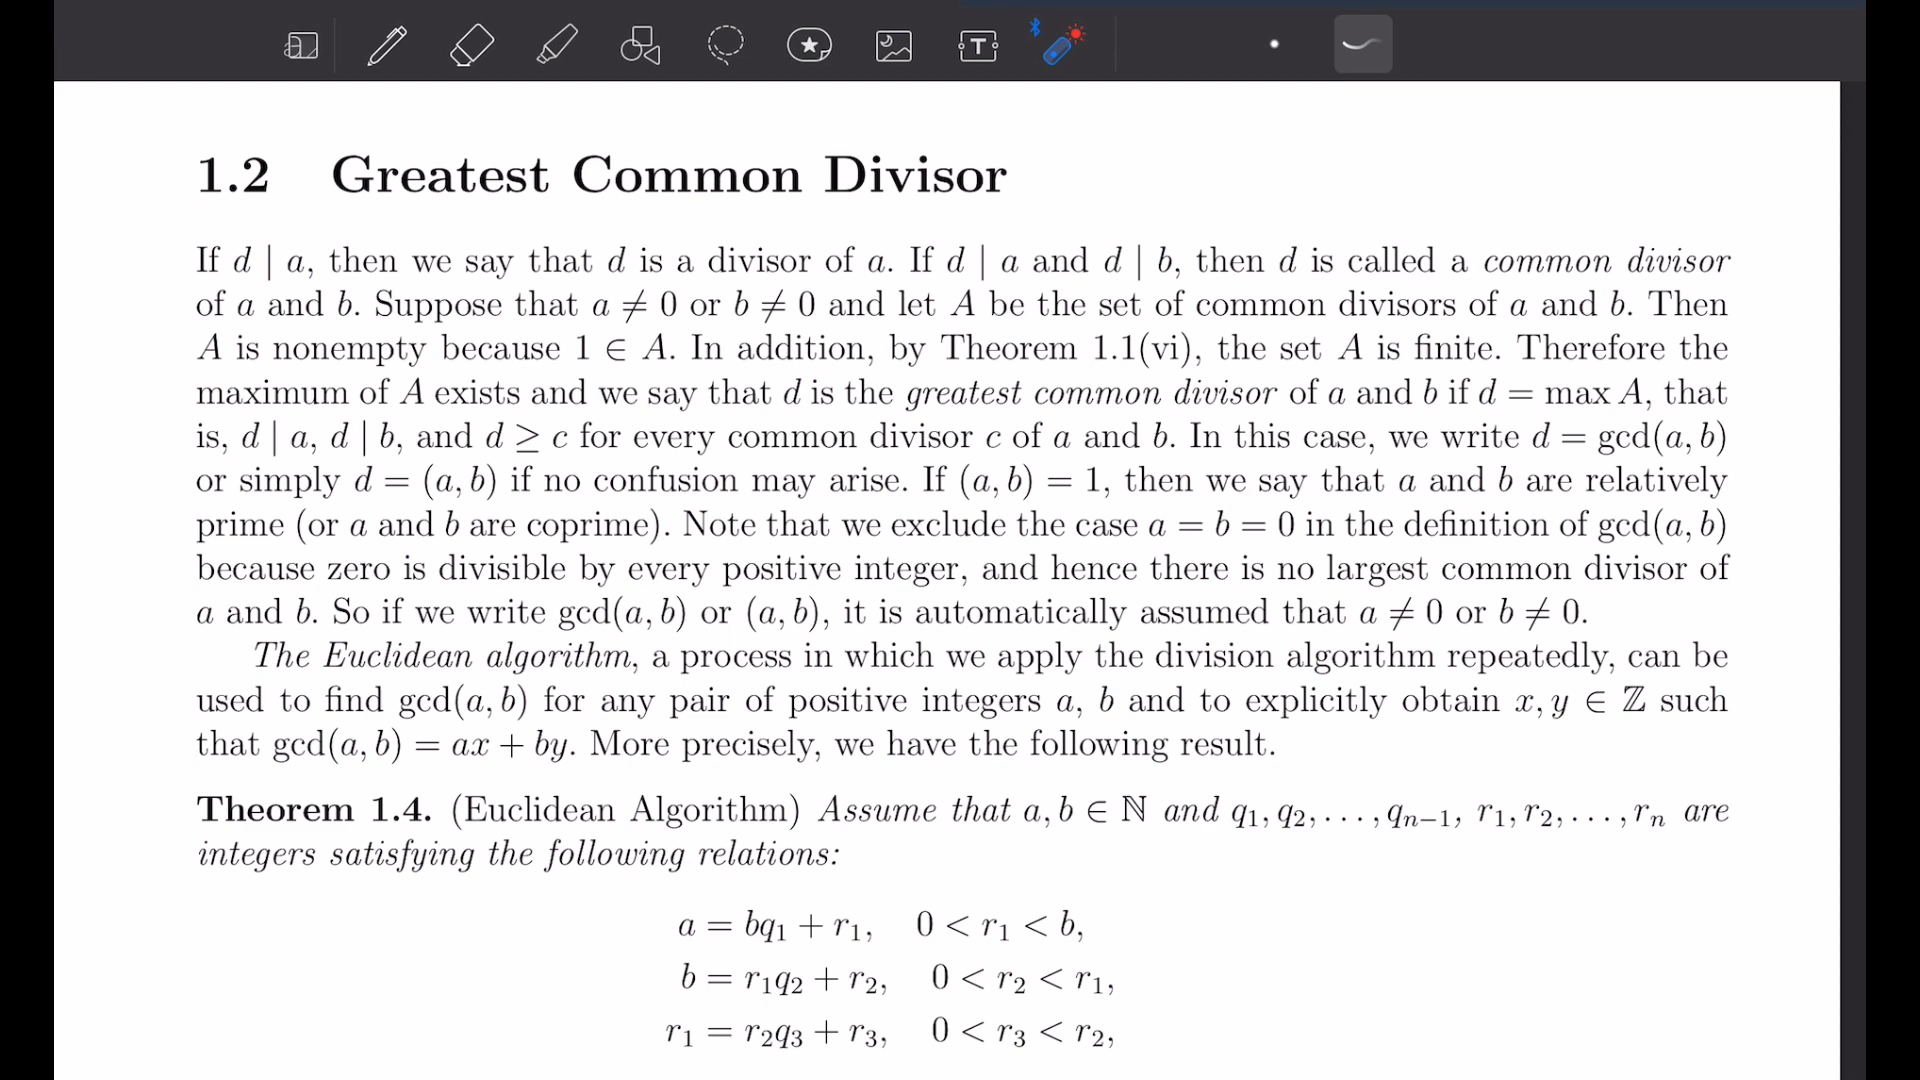 1.2 Greatest Common Divisor
If d | a, then we say that d is a divisor of a. If d | a and d | b, then d is called a common divisor
of a and b. Suppose that a ≠ 0 or b ≠ 0 and let A be the set of common divisors of a and b. Then
A is nonempty because 1 ∈ A. In addition, by Theorem 1.1(vi), the set A is finite. Therefore the
maximum of A exists and we say that d is the greatest common divisor of a and b if d = max A, that
is, d | a, d | b, and d ≥ c for every common divisor c of a and b. In this case, we write d = gcd(a, b)
or simply d = (a, b) if no confusion may arise. If (a, b) = 1, then we say that a and b are relatively
prime (or a and b are coprime). Note that we exclude the case a = b = 0 in the definition of gcd(a, b)
because zero is divisible by every positive integer, and hence there is no largest common divisor of
a and b. So if we write gcd(a, b) or (a, b), it is automatically assumed that a ≠ 0 or b ≠ 0.
The Euclidean algorithm, a process in which we apply the division algorithm repeatedly, can be
used to find gcd(a, b) for any pair of positive integers a, b and to explicitly obtain x, y ∈ ℤ such
that gcd(a, b) = ax + by. More precisely, we have the following result.
Theorem 1.4. (Euclidean Algorithm) Assume that a, b ∈ ℕ and q₁, q₂, . . . , qₙ₋₁, r₁, r₂, . . . , rₙ are
integers satisfying the following relations:
a = bq₁ + r₁, 0 < r₁ < b,
b = r₁q₂ + r₂, 0 < r₂ < r₁,
r₁ = r₂q₃ + r₃, 0 < r₃ < r₂,